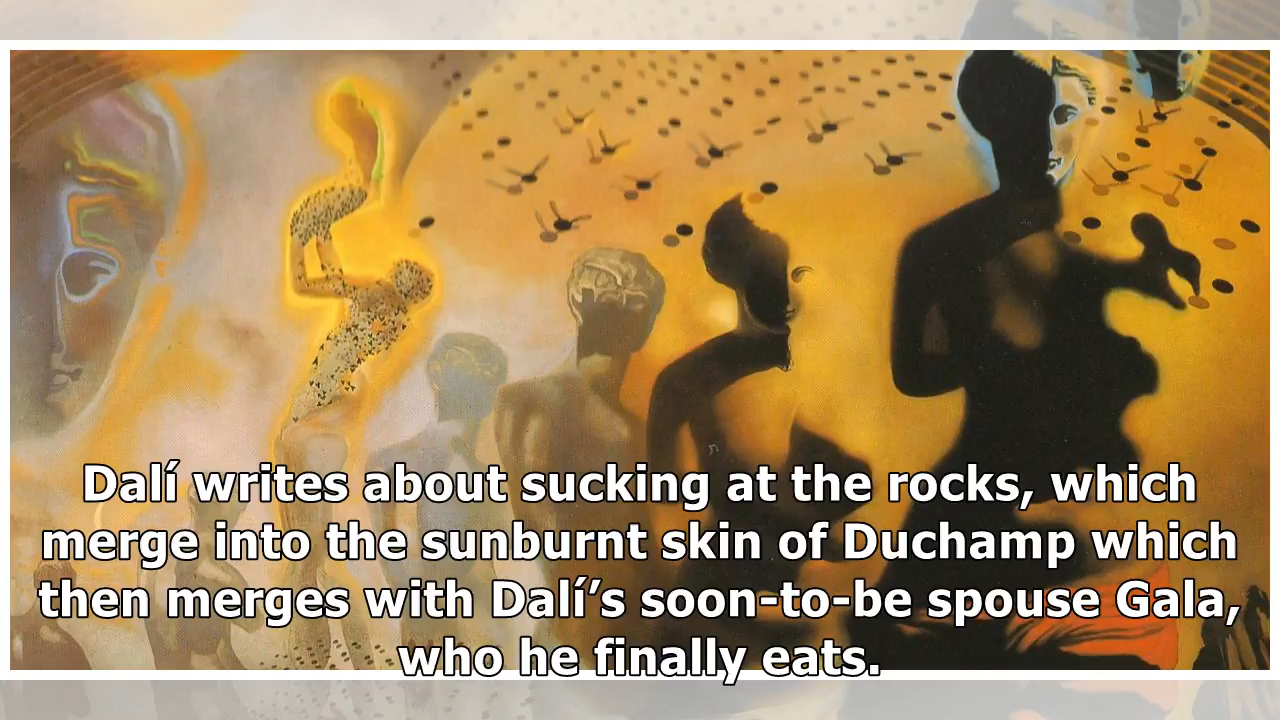 Dalí writes about sucking at the rocks, which
merge into the sunburnt skin of Duchamp which
then merges with Dalí’s soon-to-be spouse Gala,
who he finally eats.